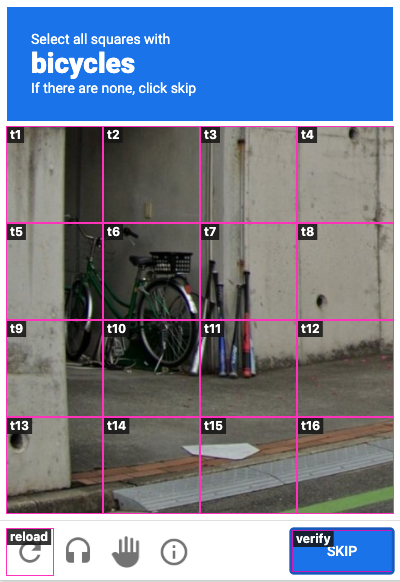 Select all squares with
bicycles
If there are none, click skip
t1
t2
t3
t4
t5
t6
t7
t8
t9
t10
t11
t12
t13
t14
t15
t16
reload
verify
SKIP